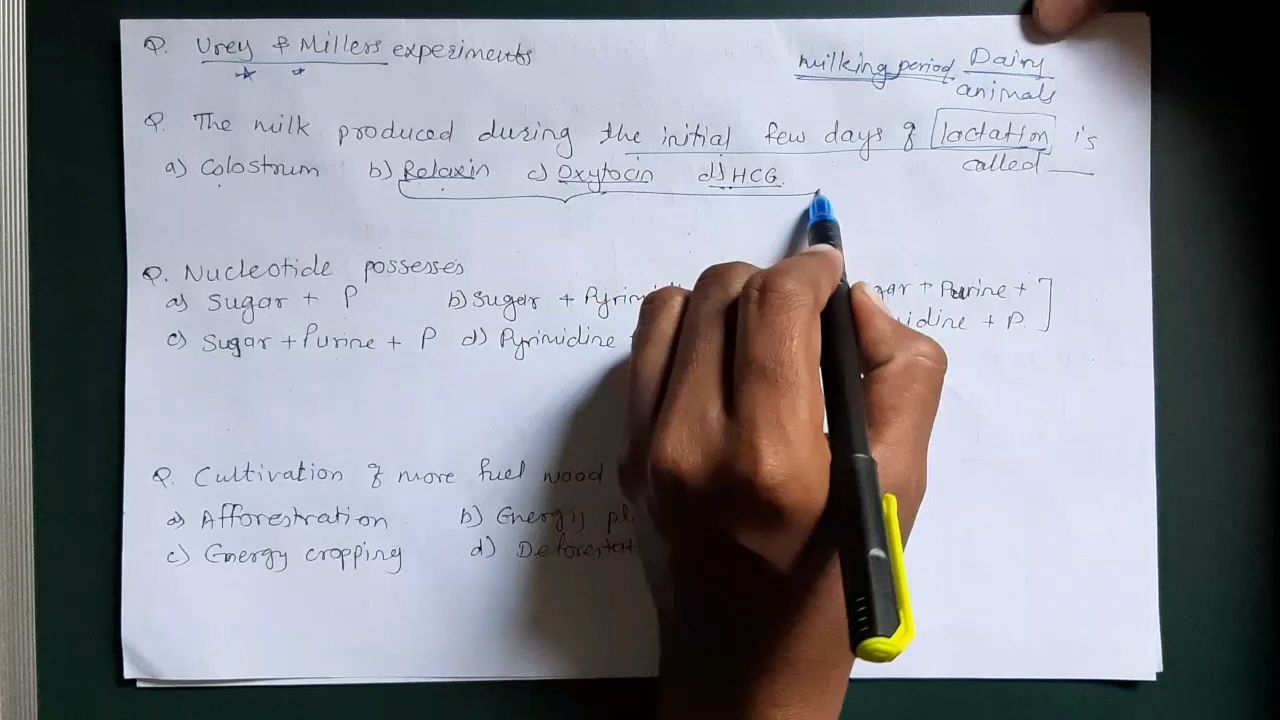 Q. Urey & Millers experiments
milking period Dairy
animals
Q. The milk produced during the initial few days of lactation is
called ___
a) Colostrum b) Relaxin c) Oxytocin d) HCG.
Q. Nucleotide possesses
a) Sugar + P b) Sugar + Purine +
c) Sugar + Purine + P d) Pyrimidine + P.
Q. Cultivation of more fuel wood
a) Afforestration b) Energy
c) Energy cropping d)